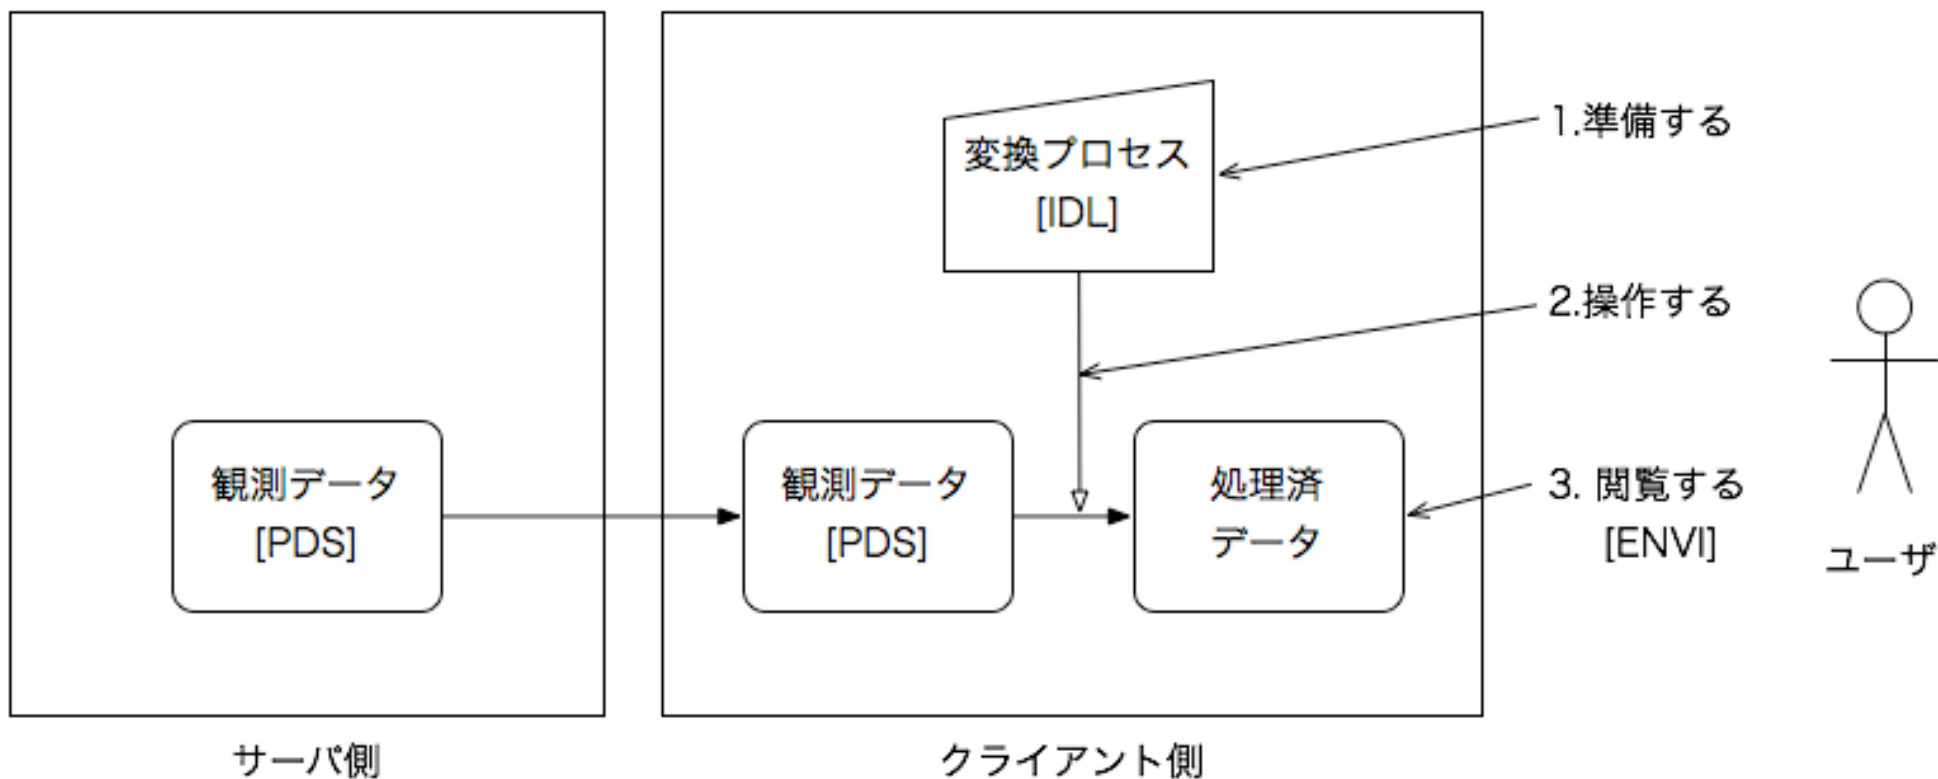 変換プロセス
[IDL]
1.準備する
2.操作する
観測データ
[PDS]
観測データ
[PDS]
処理済
データ
3. 閲覧する
[ENVI]
ユーザ
サーバ側
クライアント側